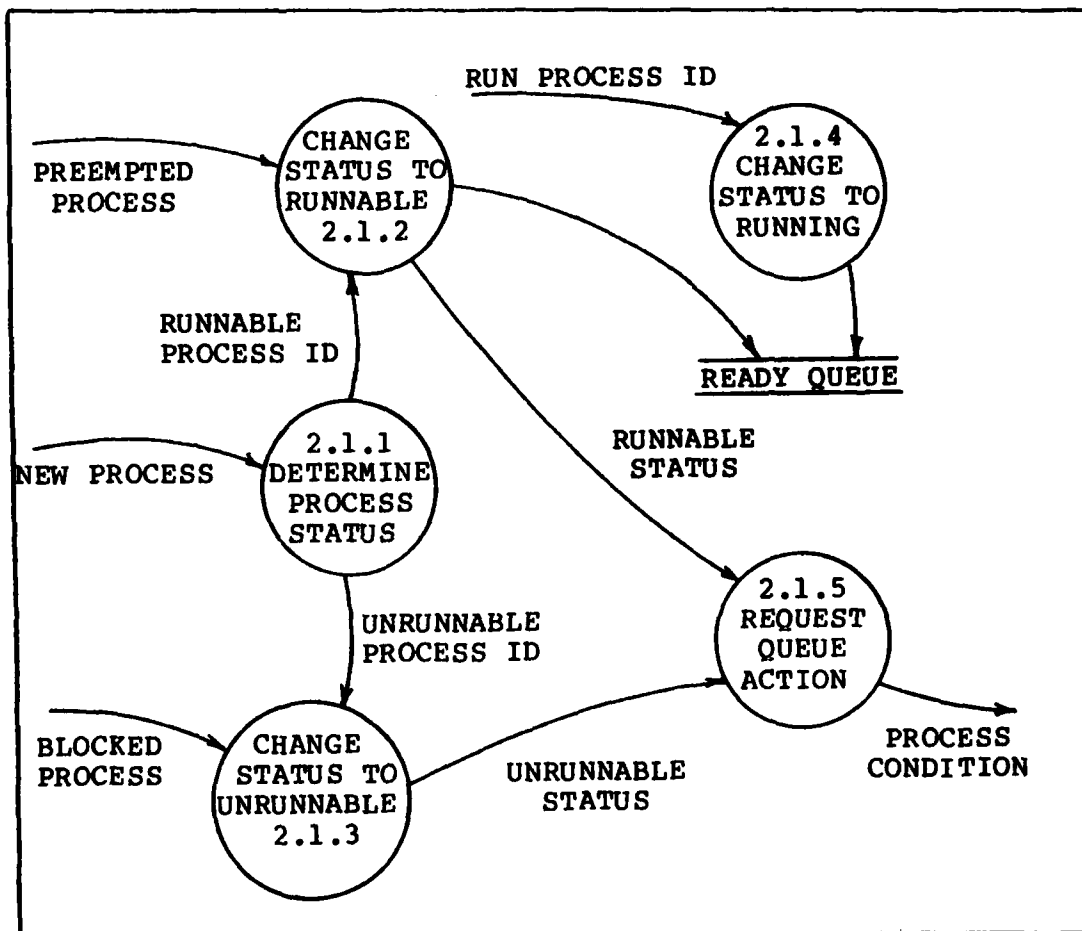 RUN PROCESS ID
CHANGE
STATUS TO
RUNNABLE
2.1.2
2.1.4
CHANGE
STATUS TO
RUNNING
PREEMPTED
PROCESS
RUNNABLE
PROCESS ID
READY QUEUE
NEW PROCESS
2.1.1
DETERMINE
PROCESS
STATUS
RUNNABLE
STATUS
UNRUNNABLE
PROCESS ID
2.1.5
REQUEST
QUEUE
ACTION
BLOCKED
PROCESS
CHANGE
STATUS TO
UNRUNNABLE
2.1.3
UNRUNNABLE
STATUS
PROCESS
CONDITION